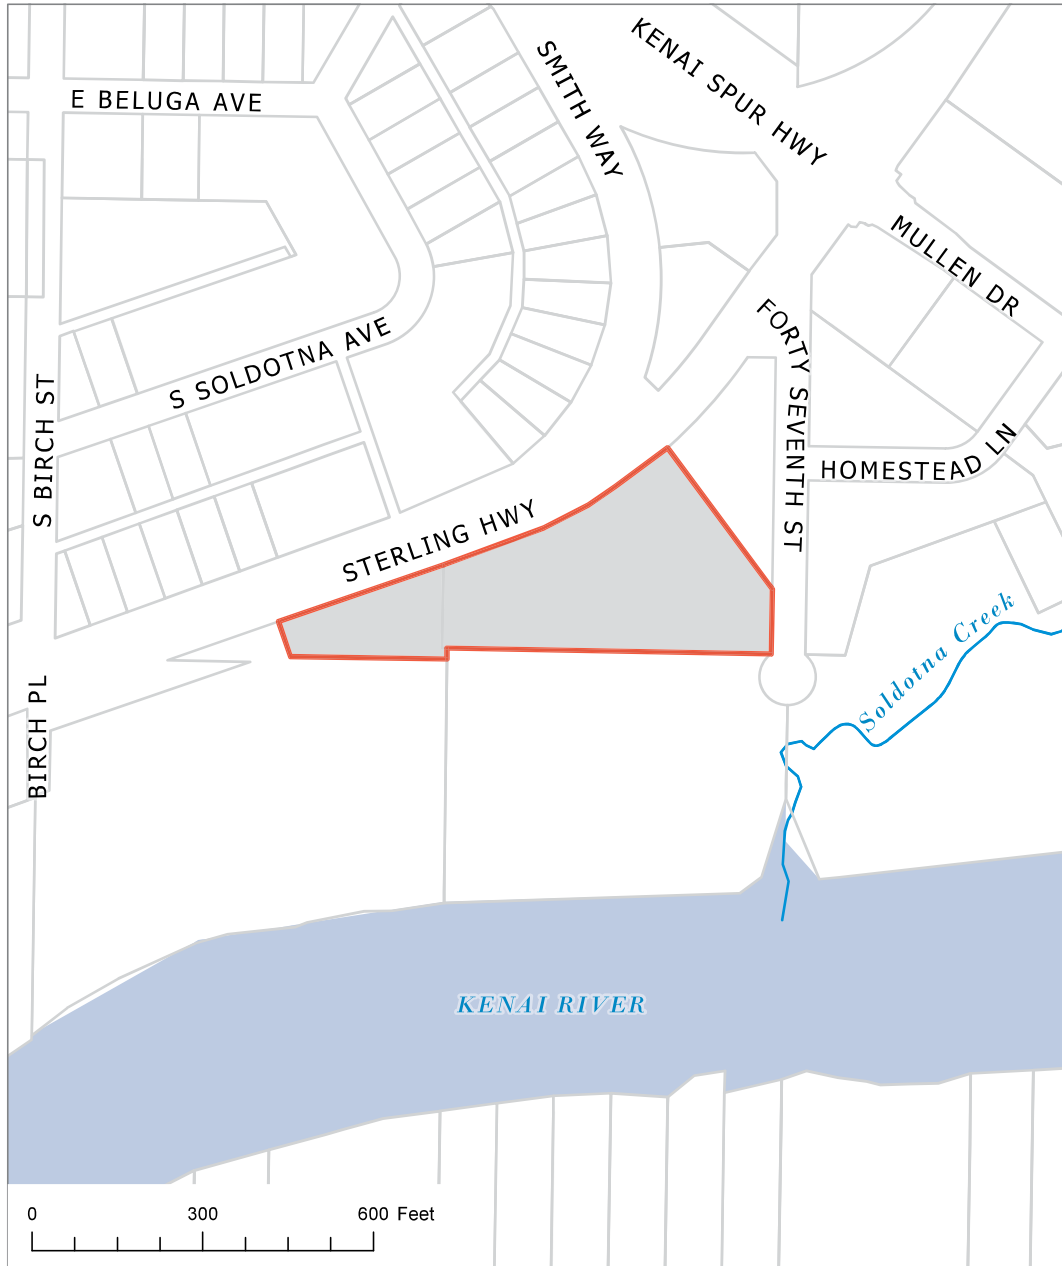 KENAI SPUR HWY
SMITH WAY
E BELUGA AVE
MULLEN DR
FORTY SEVENTH ST
S SOLDOTNA AVE
S BIRCH ST
HOMESTEAD LN
STERLING HWY
Soldotna Creek
BIRCH PL
KENAI RIVER
0 300 600 Feet